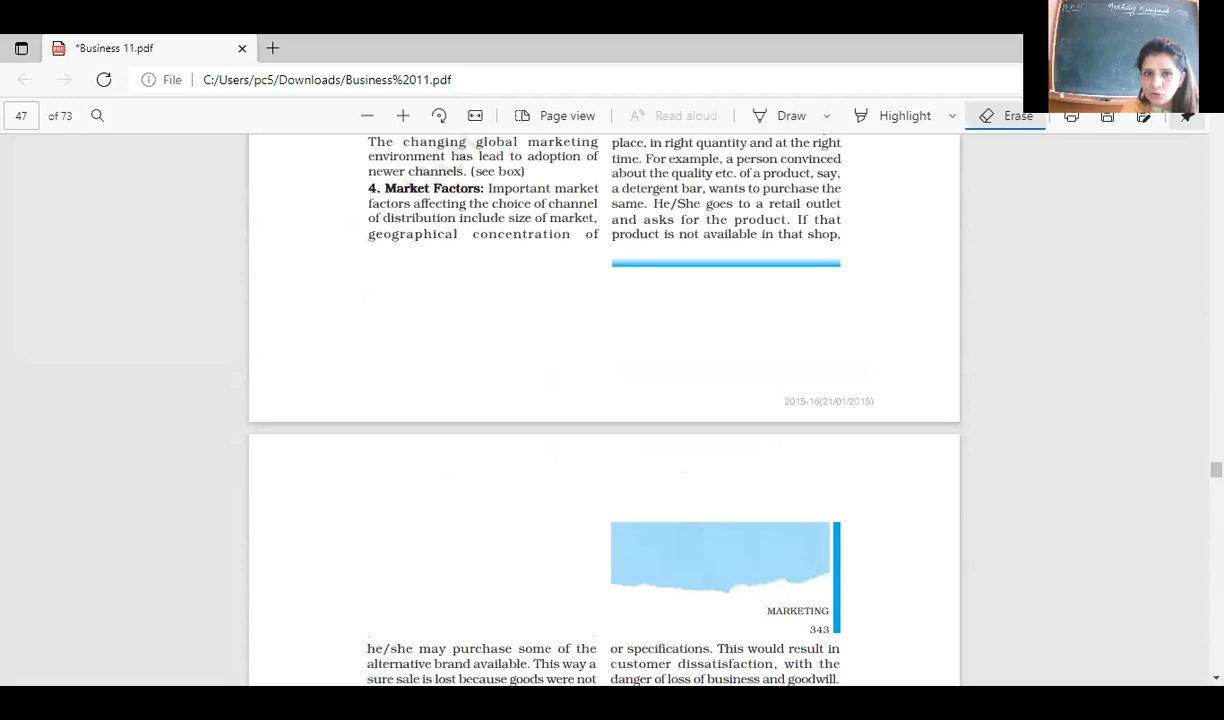 Marketing Management
*Business 11.pdf
File
C:/Users/pc5/Downloads/Business%2011.pdf
47
of 73
Page view
Read aloud
Draw
Highlight
Erase
The changing global marketing
environment has lead to adoption of
newer channels. (see box)
4. Market Factors: Important market
factors affecting the choice of channel
of distribution include size of market,
geographical concentration of
place, in right quantity and at the right
time. For example, a person convinced
about the quality etc. of a product, say,
a detergent bar, wants to purchase the
same. He/She goes to a retail outlet
and asks for the product. If that
product is not available in that shop,
2015-16(21/01/2015)
MARKETING
343
he/she may purchase some of the
alternative brand available. This way a
sure sale is lost because goods were not
or specifications. This would result in
customer dissatisfaction, with the
danger of loss of business and goodwill.